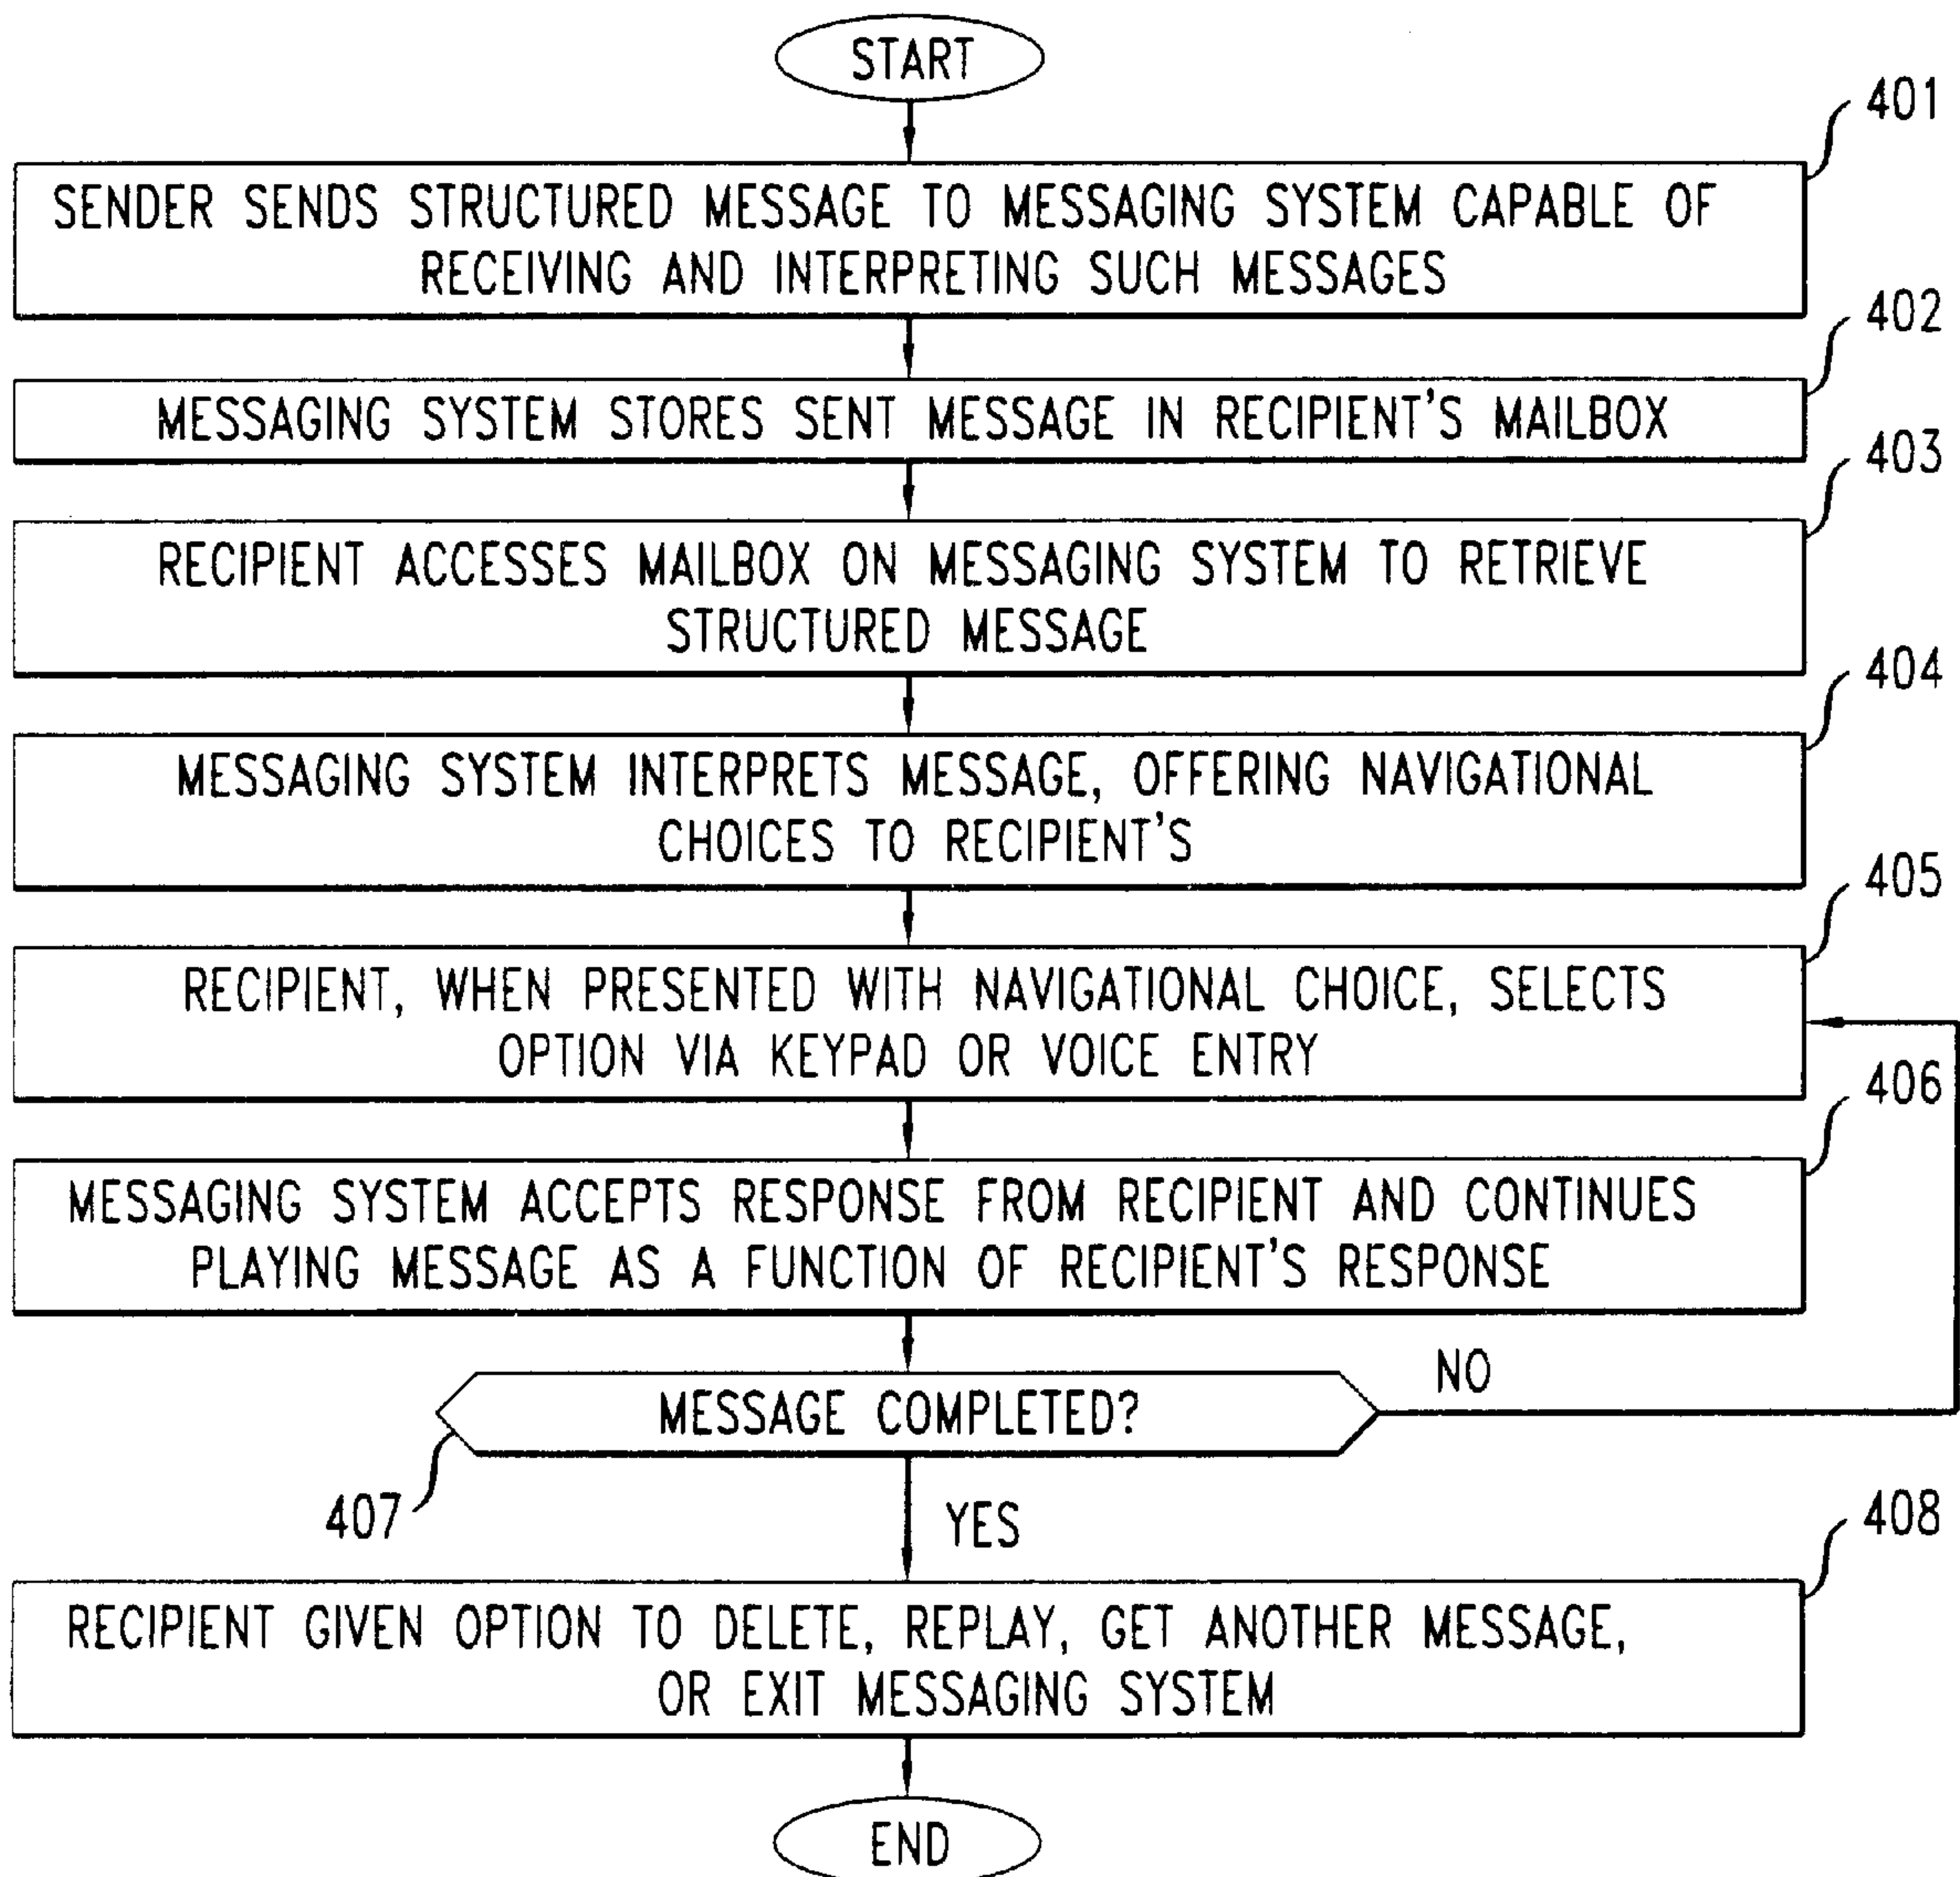 START
401
SENDER SENDS STRUCTURED MESSAGE TO MESSAGING SYSTEM CAPABLE OF
RECEIVING AND INTERPRETING SUCH MESSAGES
402
MESSAGING SYSTEM STORES SENT MESSAGE IN RECIPIENT'S MAILBOX
403
RECIPIENT ACCESSES MAILBOX ON MESSAGING SYSTEM TO RETRIEVE
STRUCTURED MESSAGE
404
MESSAGING SYSTEM INTERPRETS MESSAGE, OFFERING NAVIGATIONAL
CHOICES TO RECIPIENT'S
405
RECIPIENT, WHEN PRESENTED WITH NAVIGATIONAL CHOICE, SELECTS
OPTION VIA KEYPAD OR VOICE ENTRY
406
MESSAGING SYSTEM ACCEPTS RESPONSE FROM RECIPIENT AND CONTINUES
PLAYING MESSAGE AS A FUNCTION OF RECIPIENT'S RESPONSE
NO
MESSAGE COMPLETED?
407
YES
408
RECIPIENT GIVEN OPTION TO DELETE, REPLAY, GET ANOTHER MESSAGE,
OR EXIT MESSAGING SYSTEM
END